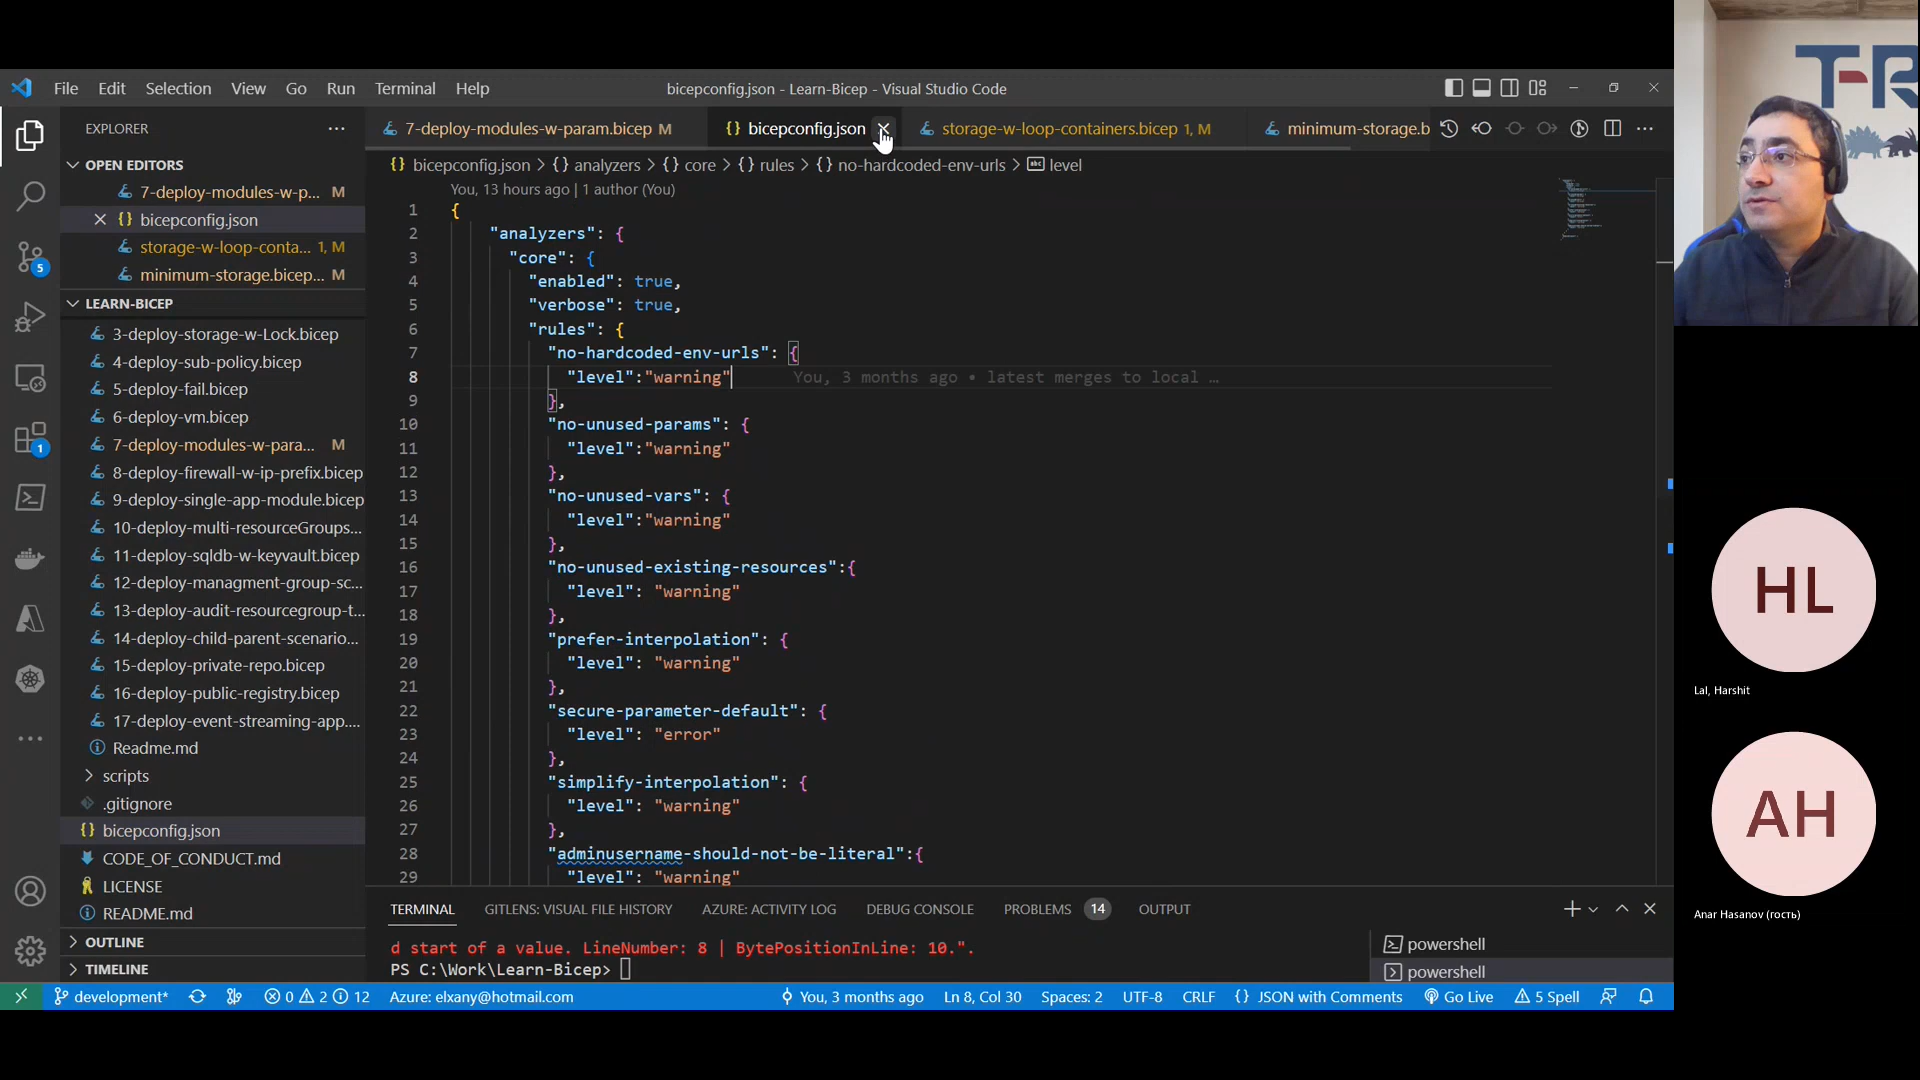 File Edit Selection View Go Run Terminal Help
bicepconfig.json - Learn-Bicep - Visual Studio Code
EXPLORER
OPEN EDITORS
7-deploy-modules-w-p... M
bicepconfig.json
storage-w-loop-conta... 1, M
minimum-storage.bicep... M
LEARN-BICEP
3-deploy-storage-w-Lock.bicep
4-deploy-sub-policy.bicep
5-deploy-fail.bicep
6-deploy-vm.bicep
7-deploy-modules-w-para... M
8-deploy-firewall-w-ip-prefix.bicep
9-deploy-single-app-module.bicep
10-deploy-multi-resourceGroups...
11-deploy-sqldb-w-keyvault.bicep
12-deploy-managment-group-sc...
13-deploy-audit-resourcegroup-t...
14-deploy-child-parent-scenario...
15-deploy-private-repo.bicep
16-deploy-public-registry.bicep
17-deploy-event-streaming-app....
Readme.md
scripts
.gitignore
bicepconfig.json
CODE_OF_CONDUCT.md
LICENSE
README.md
OUTLINE
TIMELINE
5
1
7-deploy-modules-w-param.bicep M
bicepconfig.json
storage-w-loop-containers.bicep 1, M
minimum-storage.b
bicepconfig.json > {} analyzers > {} core > {} rules > {} no-hardcoded-env-urls > level
You, 13 hours ago | 1 author (You)
1 {
2 "analyzers": {
3 "core": {
4 "enabled": true,
5 "verbose": true,
6 "rules": {
7 "no-hardcoded-env-urls": {
8 "level":"warning" You, 3 months ago • latest merges to local …
9 },
10 "no-unused-params": {
11 "level":"warning"
12 },
13 "no-unused-vars": {
14 "level":"warning"
15 },
16 "no-unused-existing-resources":{
17 "level": "warning"
18 },
19 "prefer-interpolation": {
20 "level": "warning"
21 },
22 "secure-parameter-default": {
23 "level": "error"
24 },
25 "simplify-interpolation": {
26 "level": "warning"
27 },
28 "adminusername-should-not-be-literal":{
29 "level": "warning"
TERMINAL GITLENS: VISUAL FILE HISTORY AZURE: ACTIVITY LOG DEBUG CONSOLE PROBLEMS 14 OUTPUT
d start of a value. LineNumber: 8 | BytePositionInLine: 10.".
PS C:\Work\Learn-Bicep>
powershell
powershell
development* 0 2 12 Azure: elxany@hotmail.com You, 3 months ago Ln 8, Col 30 Spaces: 2 UTF-8 CRLF {} JSON with Comments Go Live 5 Spell
T-R
HL
Lal, Harshit
AH
Anar Hasanov (гость)